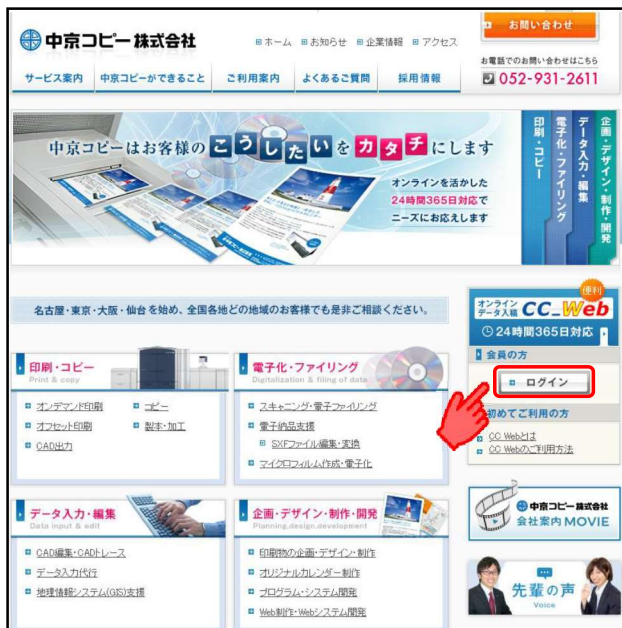 中京コピー 株式会社
ホーム お知らせ 企業情報 アクセス
お問い合わせ
お電話でのお問い合わせはこちら
052-931-2611
サービス案内 中京コピーができること ご利用案内 よくあるご質問 採用情報
中京コピーはお客様の こうしたい を カタチ にします
オンラインを活かした
24時間365日対応で
ニーズにお応えします
印刷・コピー
電子化・ファイリング
データ入力・編集
企画・デザイン・制作・開発
名古屋・東京・大阪・仙台を始め、全国各地どの地域のお客様でも是非ご相談ください。
便利
オンライン
データ入稿 CC_Web
24時間365日対応
会員の方
ログイン
初めてご利用の方
CC Webとは
CC Webのご利用方法
印刷・コピー
Print & copy
オンデマンド印刷 コピー
オフセット印刷 製本・加工
CAD出力
電子化・ファイリング
Digitalization & filing of data
スキャニング・電子ファイリング
電子納品支援
SXFファイル編集・変換
マイクロフィルム作成・電子化
データ入力・編集
Data input & edit
CAD編集・CADトレース
データ入力代行
地理情報システム(GIS)支援
企画・デザイン・制作・開発
Planning,design,development
印刷物の企画・デザイン・制作
オリジナルカレンダー制作
プログラム・システム開発
Web制作・Webシステム開発
中京コピー 株式会社
会社案内 MOVIE
先輩の声
Voice